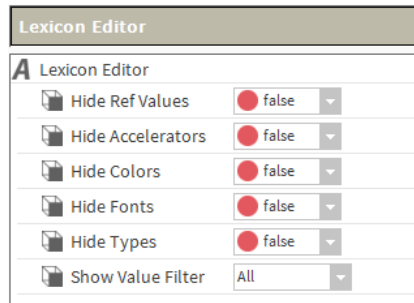 Lexicon Editor
A Lexicon Editor
Hide Ref Values false
Hide Accelerators false
Hide Colors false
Hide Fonts false
Hide Types false
Show Value Filter All